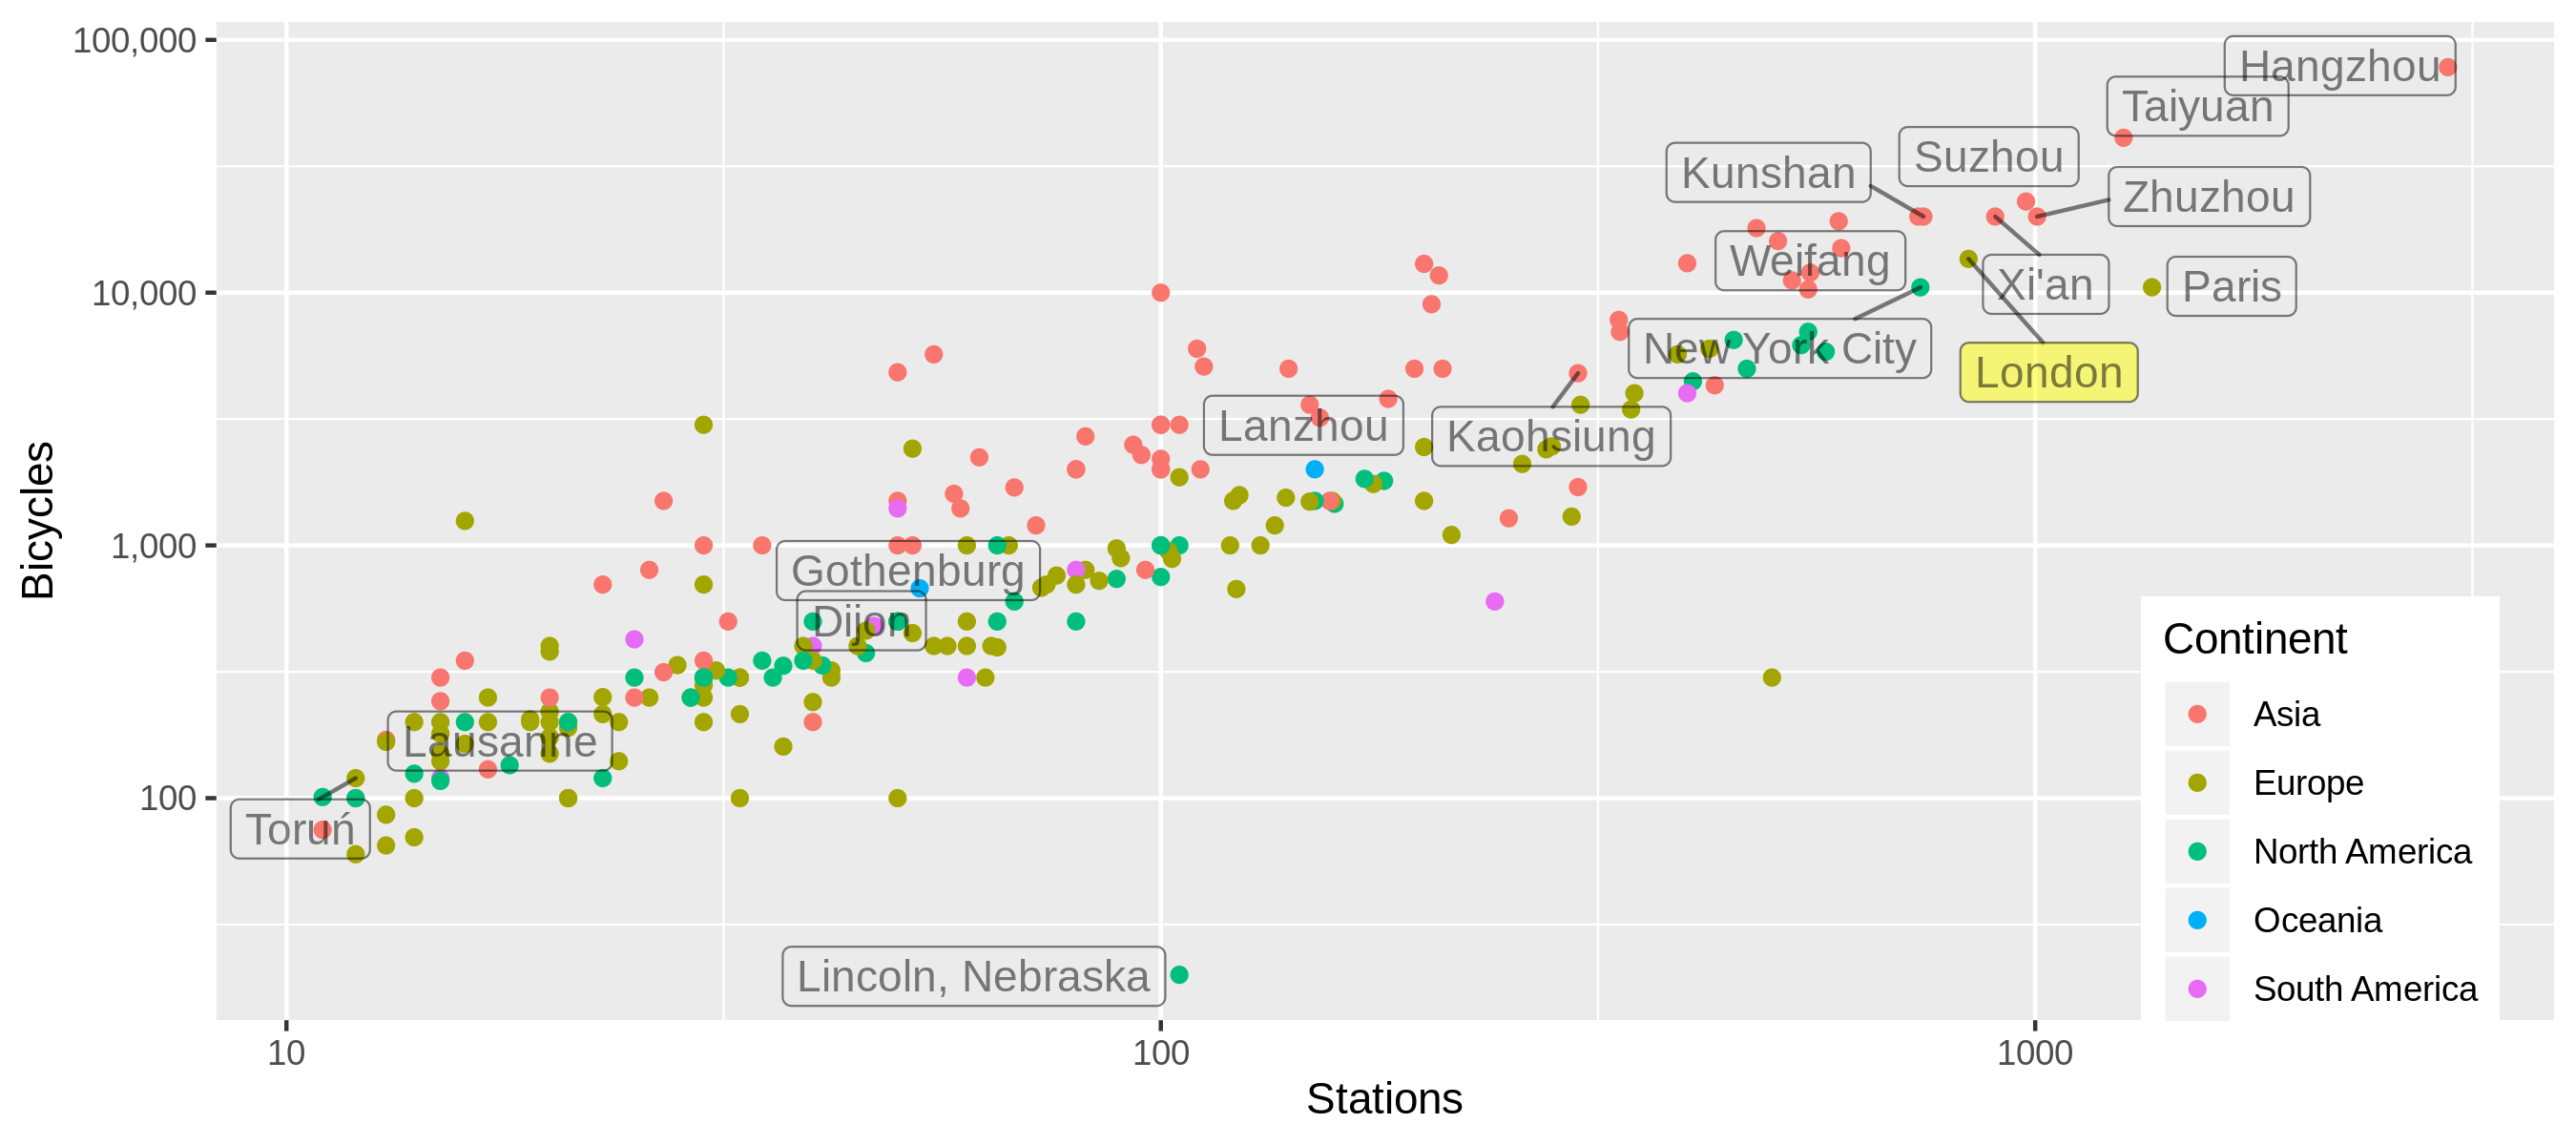 100,000
10,000
1,000
100
Bicycles
Hangzhou
Taiyuan
Suzhou
Kunshan
Zhuzhou
Weifang
Xi'an
Paris
New York City
London
Lanzhou
Kaohsiung
Gothenburg
Dijon
Lausanne
Toruń
Lincoln, Nebraska
Continent
Asia
Europe
North America
Oceania
South America
10
100
1000
Stations